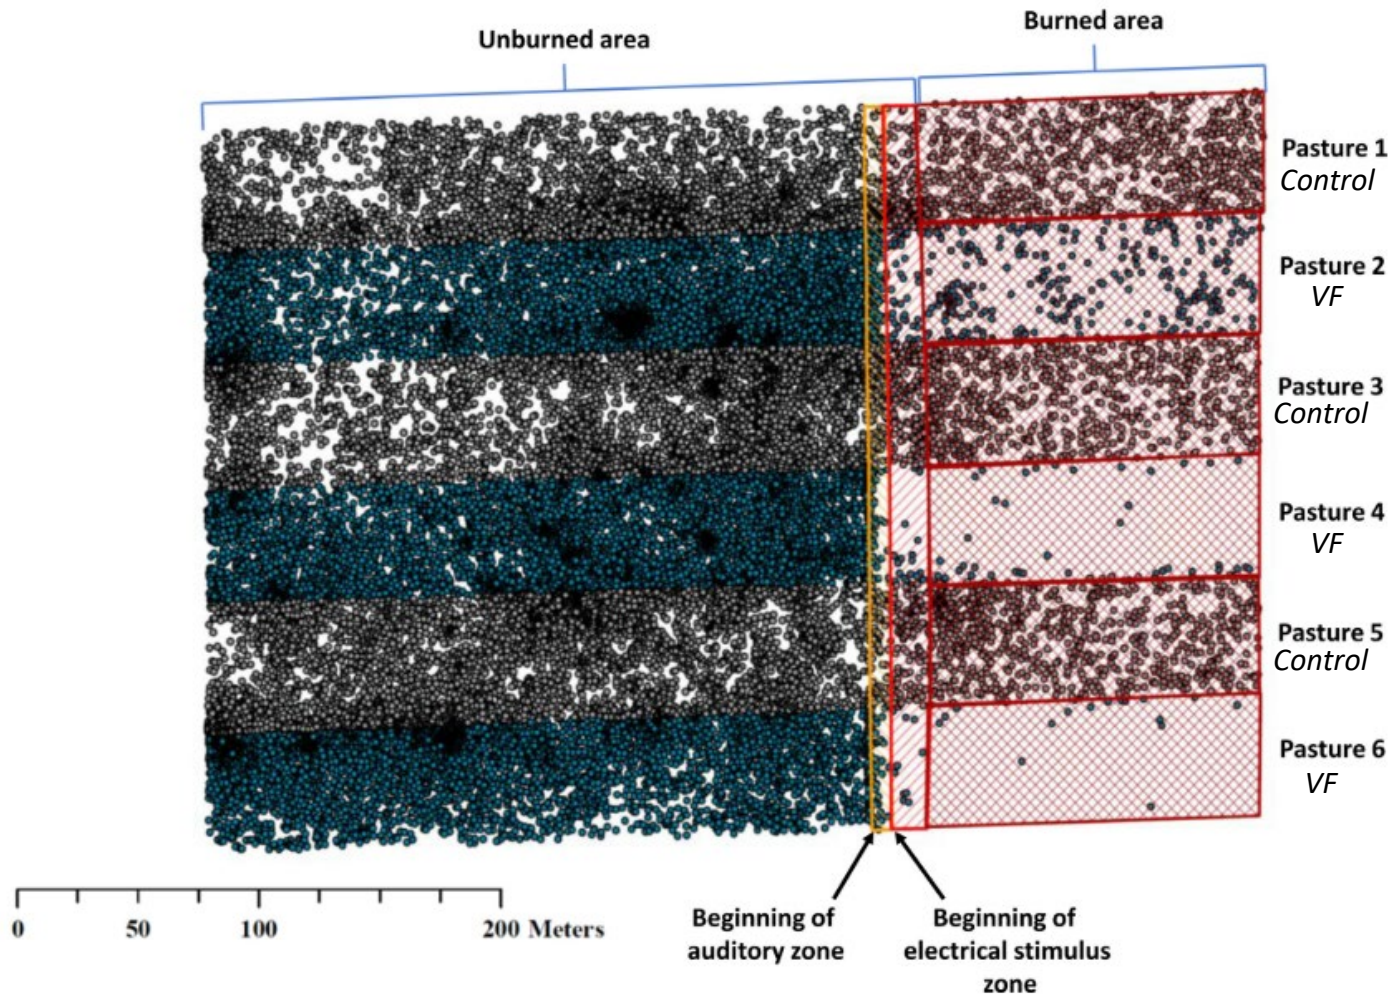 Unburned area
Burned area
Pasture 1
Control
Pasture 2
VF
Pasture 3
Control
Pasture 4
VF
Pasture 5
Control
Pasture 6
VF
0 50 100 200 Meters
Beginning of
auditory zone
Beginning of
electrical stimulus
zone